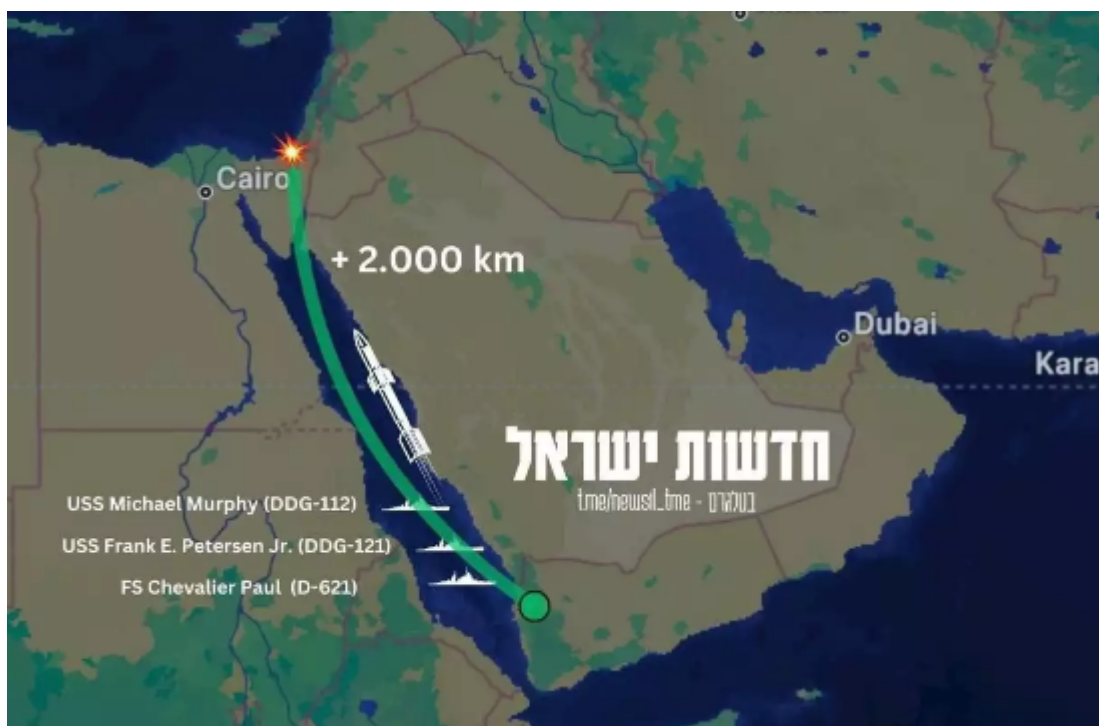 Cairo
+ 2.000 km
Dubai
Kara
חדשות ישראל
t.me/newsil_tme - בטלגרם
USS Michael Murphy (DDG-112)
USS Frank E. Petersen Jr. (DDG-121)
FS Chevalier Paul (D-621)